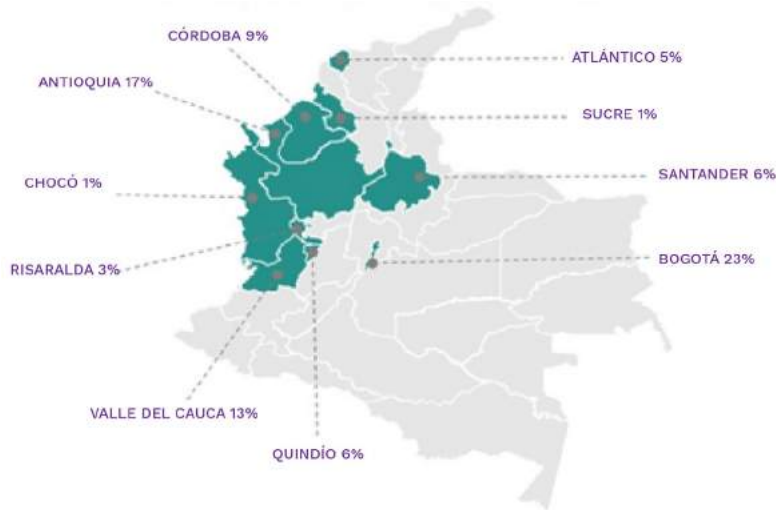 CÓRDOBA 9%
ATLÁNTICO 5%
ANTIOQUIA 17%
SUCRE 1%
CHOCÓ 1%
SANTANDER 6%
RISARALDA 3%
BOGOTÁ 23%
VALLE DEL CAUCA 13%
QUINDÍO 6%